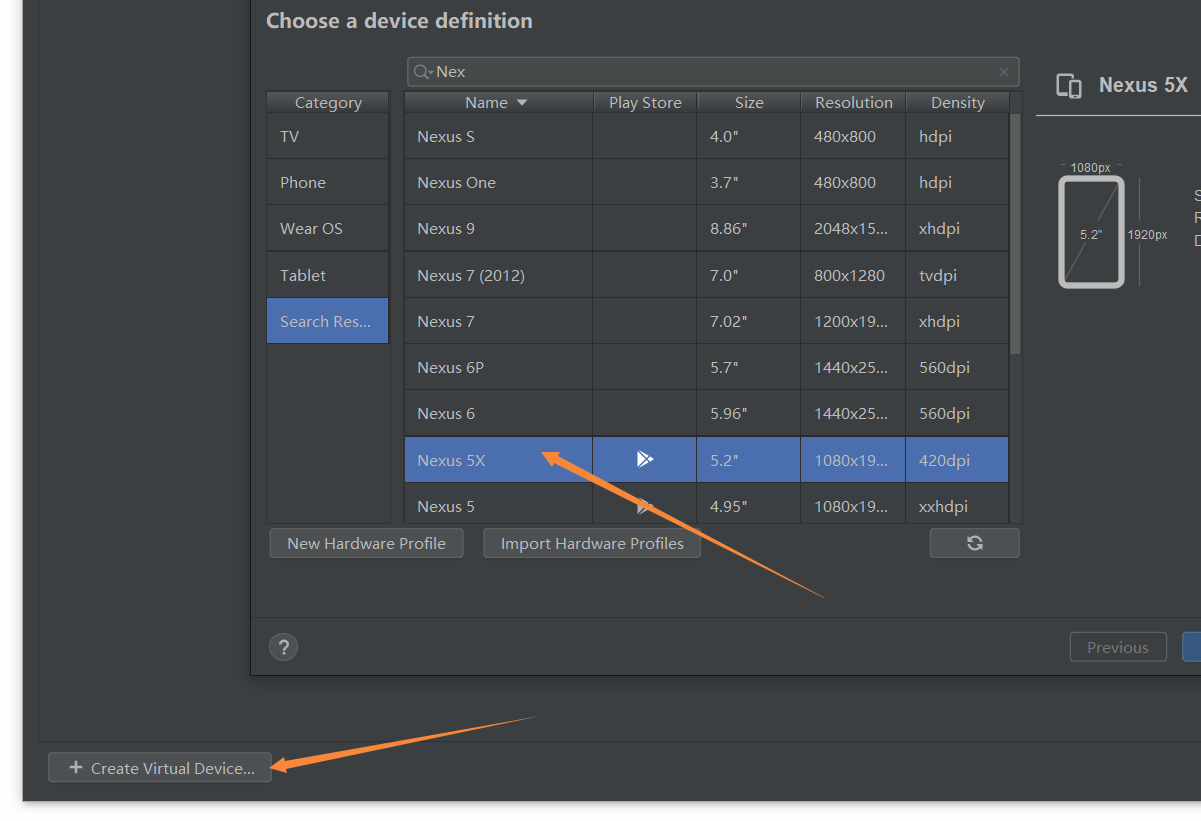 Choose a device definition
Nex
Category
TV
Phone
Wear OS
Tablet
Search Res...
Name Play Store Size Resolution Density
Nexus S 4.0" 480x800 hdpi
Nexus One 3.7" 480x800 hdpi
Nexus 9 8.86" 2048x15... xhdpi
Nexus 7 (2012) 7.0" 800x1280 tvdpi
Nexus 7 7.02" 1200x19... xhdpi
Nexus 6P 5.7" 1440x25... 560dpi
Nexus 6 5.96" 1440x25... 560dpi
Nexus 5X 5.2" 1080x19... 420dpi
Nexus 5 4.95" 1080x19... xxhdpi
New Hardware Profile Import Hardware Profiles
Nexus 5X
1080px
5.2" 1920px
S
R
D
? Previous
+ Create Virtual Device...